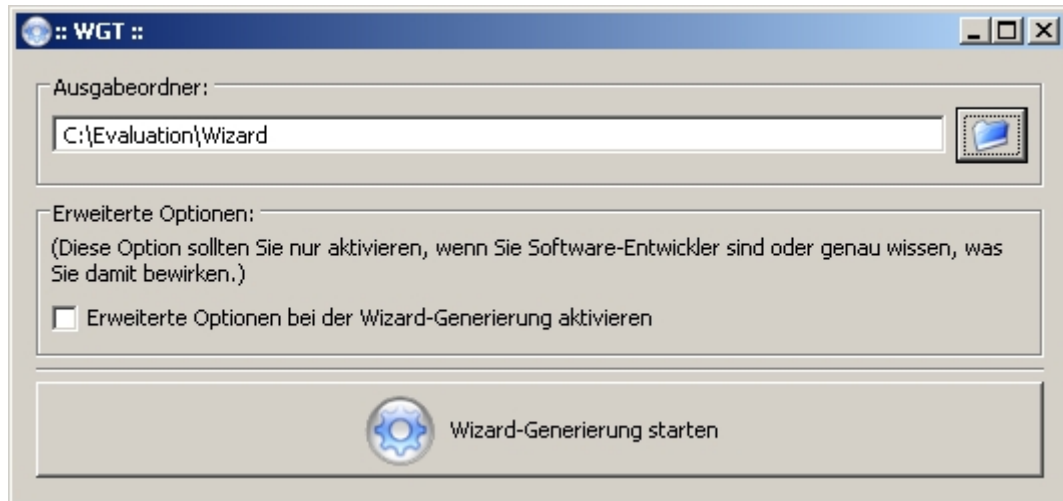 :: WGT ::
Ausgabeordner:
C:\Evaluation\Wizard
Erweiterte Optionen:
(Diese Option sollten Sie nur aktivieren, wenn Sie Software-Entwickler sind oder genau wissen, was
Sie damit bewirken.)
Erweiterte Optionen bei der Wizard-Generierung aktivieren
Wizard-Generierung starten